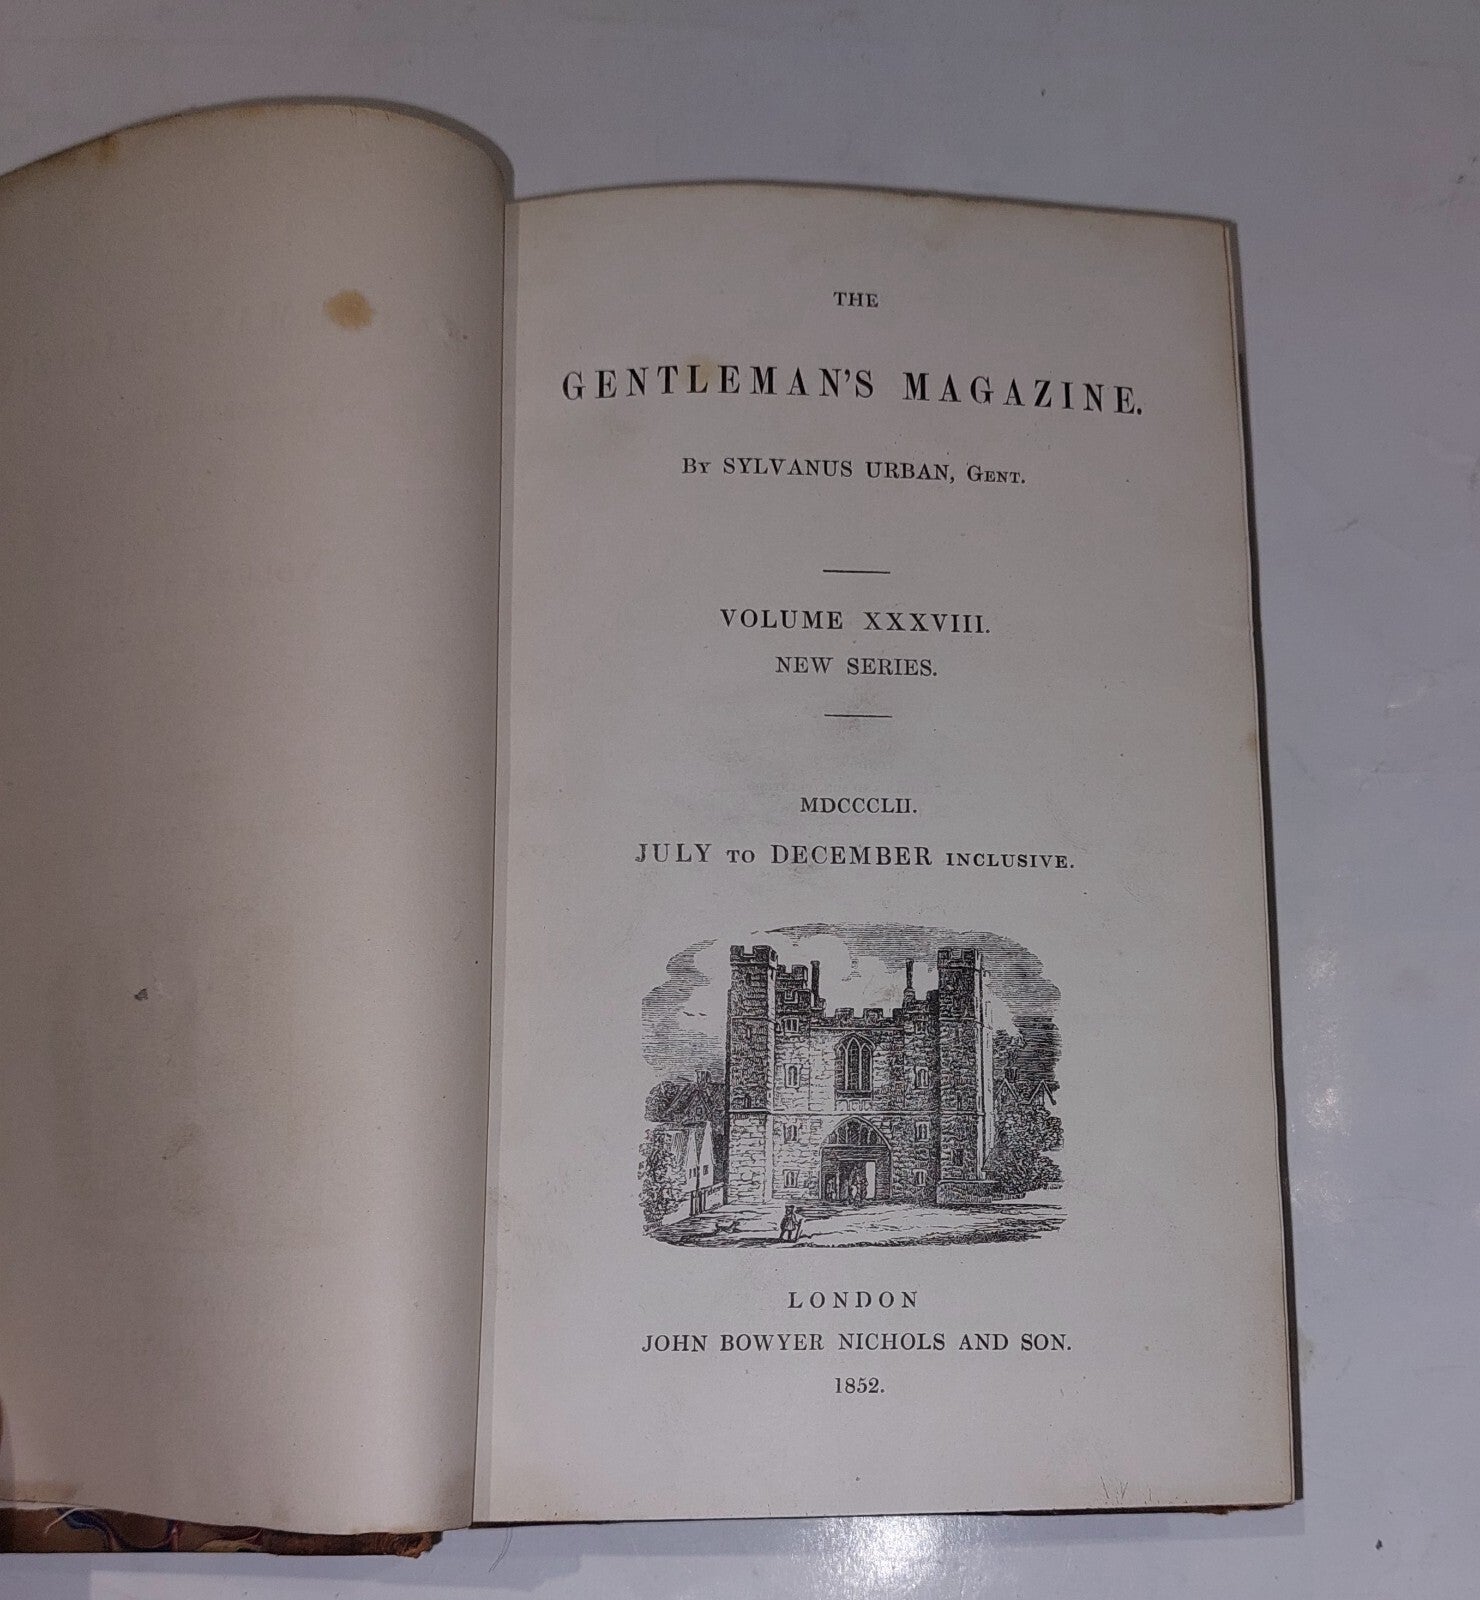 THE
GENTLEMAN'S MAGAZINE.
By SYLVANUS URBAN, Gent.
VOLUME XXXVIII.
NEW SERIES.
MDCCCLII.
JULY TO DECEMBER INCLUSIVE.
LONDON
JOHN BOWYER NICHOLS AND SON.
1852.